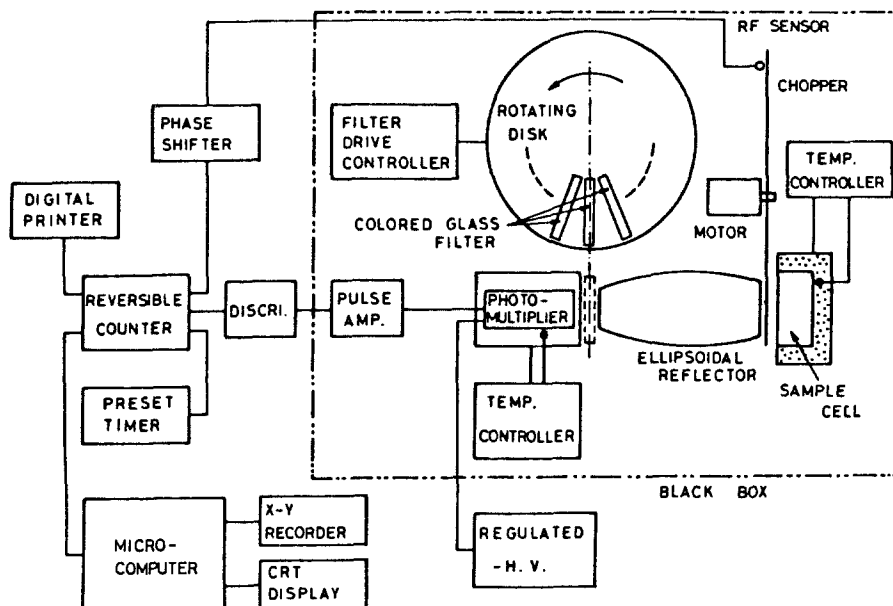 RF SENSOR
CHOPPER
PHASE
SHIFTER
FILTER
DRIVE
CONTROLLER
ROTATING
DISK
TEMP.
CONTROLLER
DIGITAL
PRINTER
COLORED GLASS
FILTER
MOTOR
REVERSIBLE
COUNTER
DISCRI.
PULSE
AMP.
PHOTO-
MULTIPLIER
ELLIPSOIDAL
REFLECTOR
SAMPLE
CELL
PRESET
TIMER
TEMP.
CONTROLLER
BLACK BOX
MICRO-
COMPUTER
X-Y
RECORDER
CRT
DISPLAY
REGULATED
-H.V.